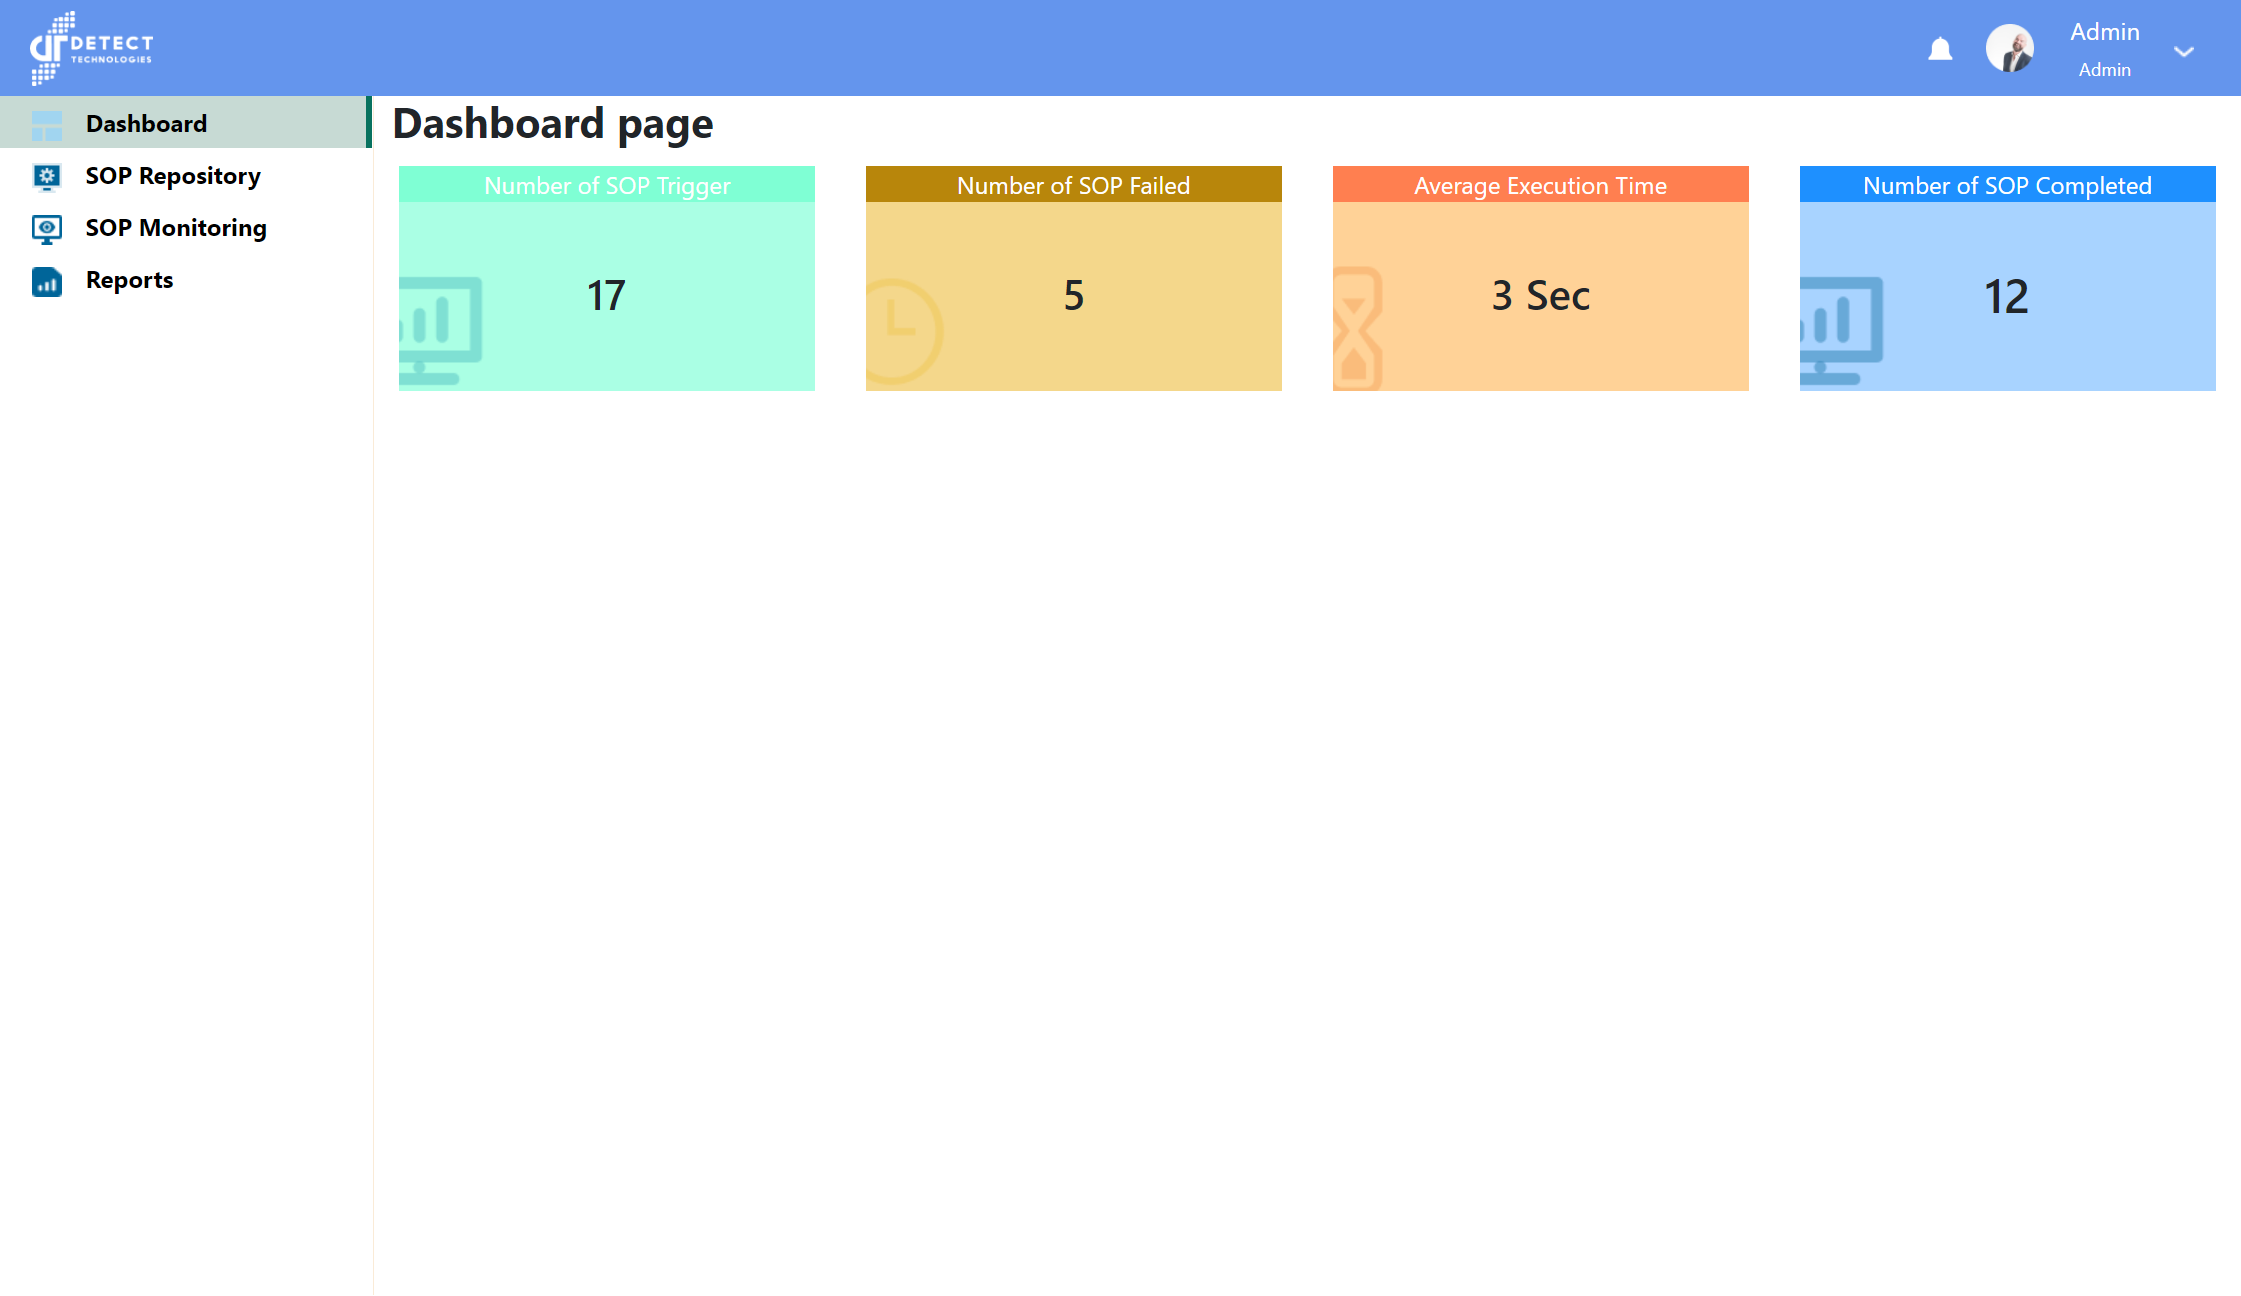 DETECT
TECHNOLOGIES
Admin
Admin
Dashboard
SOP Repository
SOP Monitoring
Reports
Dashboard page
Number of SOP Trigger
17
Number of SOP Failed
5
Average Execution Time
3 Sec
Number of SOP Completed
12